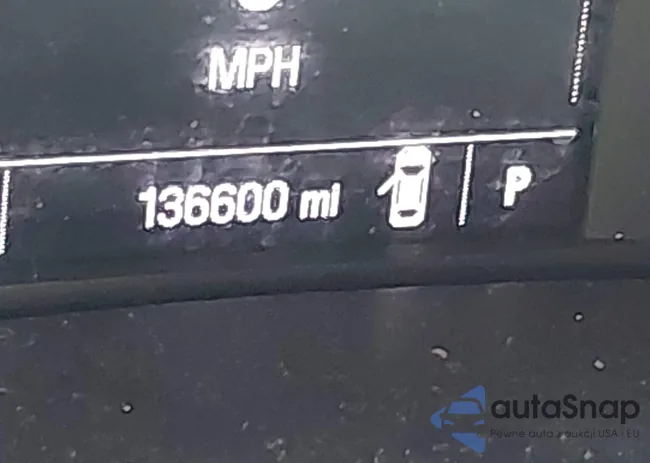 MPH
136600 mi P
autaSnap
Pewne auta z aukcji USA - EU